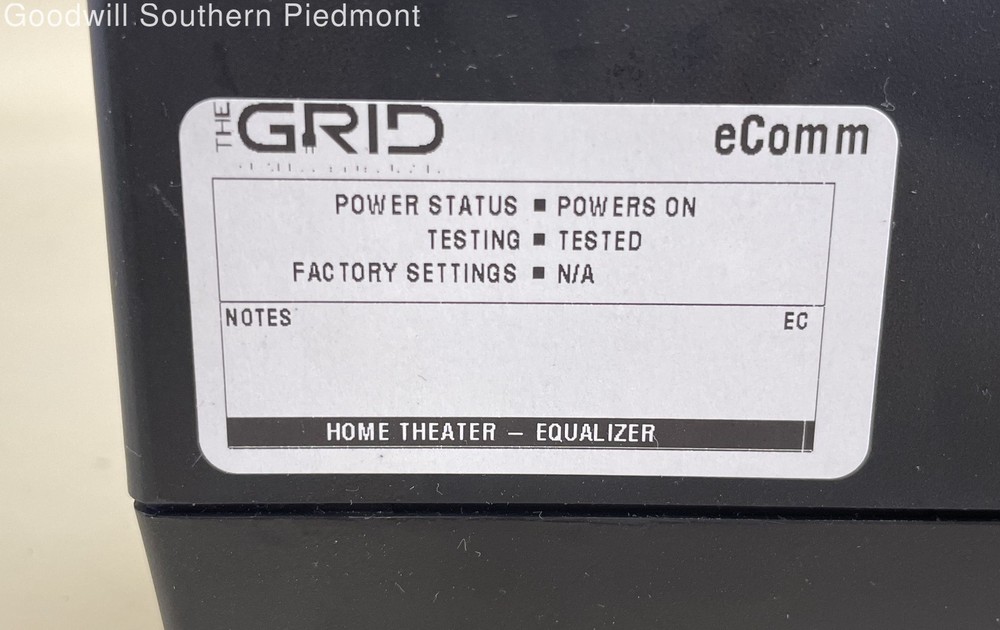 Goodwill Southern Piedmont
THE GRID
eComm
POWER STATUS ▪ POWERS ON
TESTING ▪ TESTED
FACTORY SETTINGS ▪ N/A
NOTES
EC
HOME THEATER – EQUALIZER